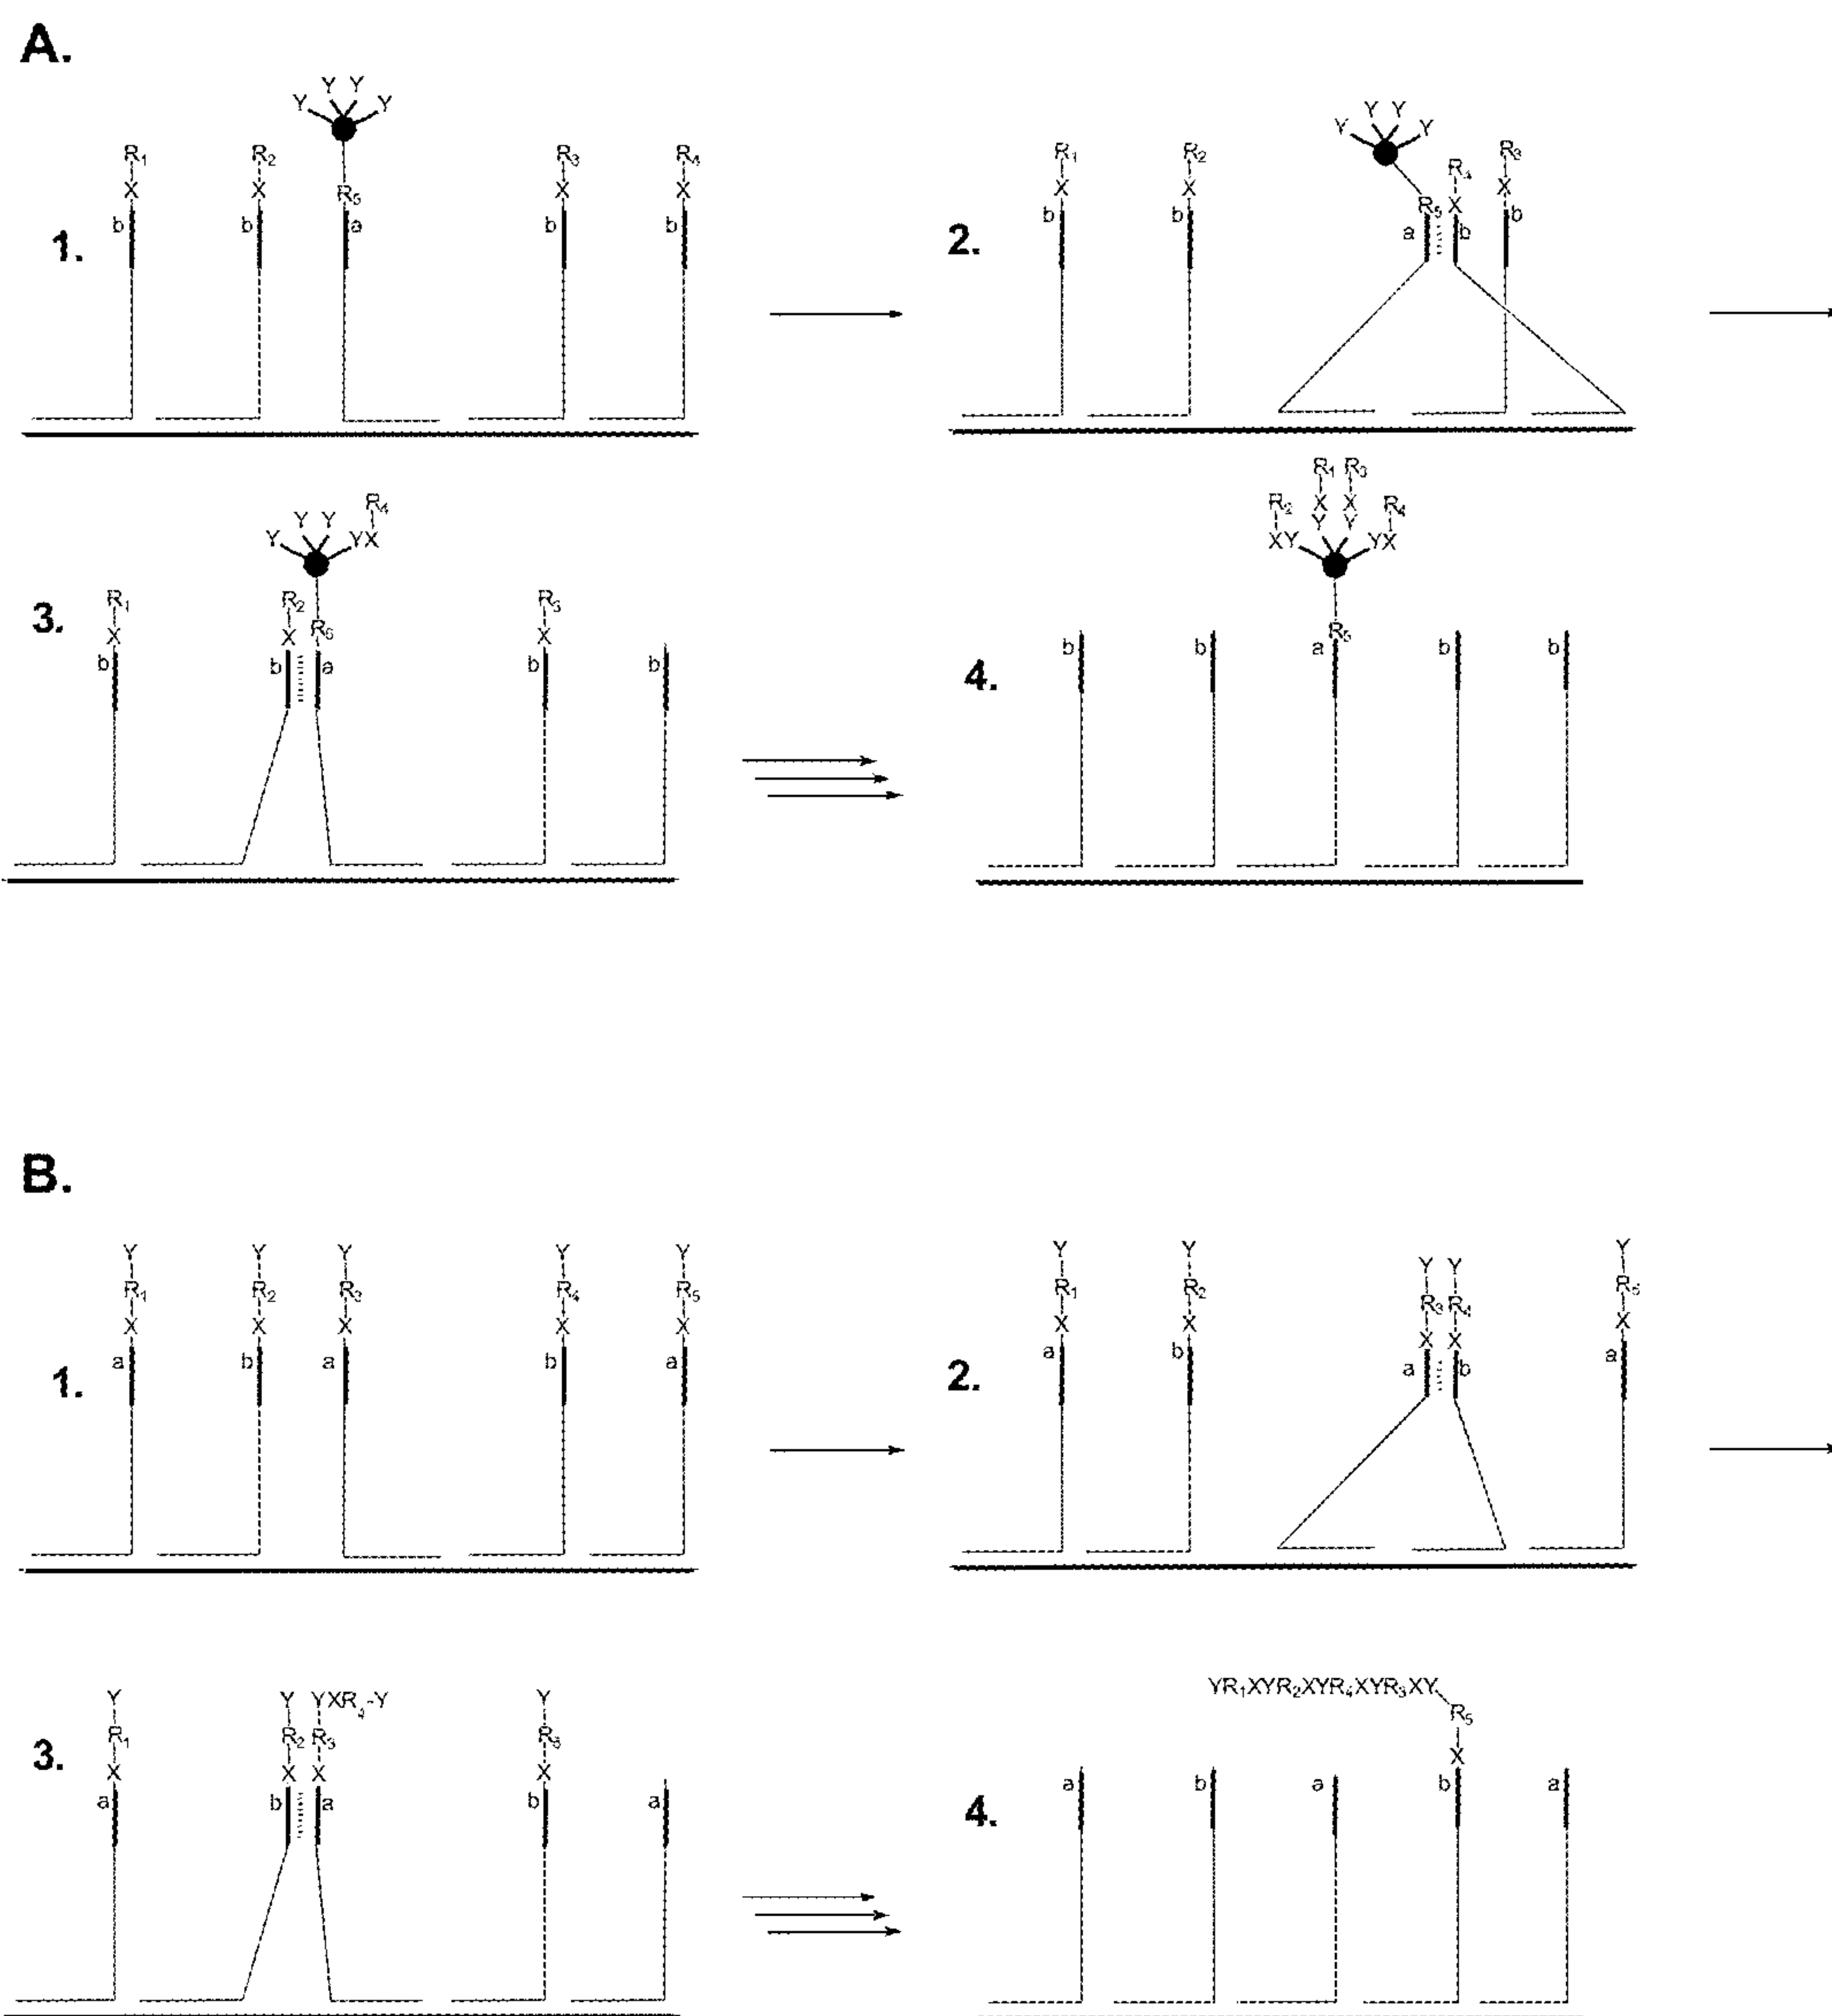 A.
Y Y
Y Y
R₁ R₂ R₃ R₄
X X R₅ X X
1. b b a b b
Y Y
Y Y
R₁ R₂ R₄ R₃
X X R₅ X X
2. b b a b b
R₄
Y Y
Y YX
R₁ R₂ R₃
3. X X R₅ X
b b a b b
R₁ R₃
R₂ X X R₄
Y Y
XY YX
R₅
4. b b a b b
B.
Y Y Y Y Y
R₁ R₂ R₃ R₄ R₅
X X X X X
1. a b a b a
Y Y Y Y Y
R₁ R₂ R₃ R₄ R₅
X X X X X
2. a b a b a
Y Y YXR₄-Y Y
R₁ R₂ R₃ R₅
3. X X X X
a b a b a
YR₁XYR₂XYR₄XYR₃XY
R₅
X
4. a b a b a